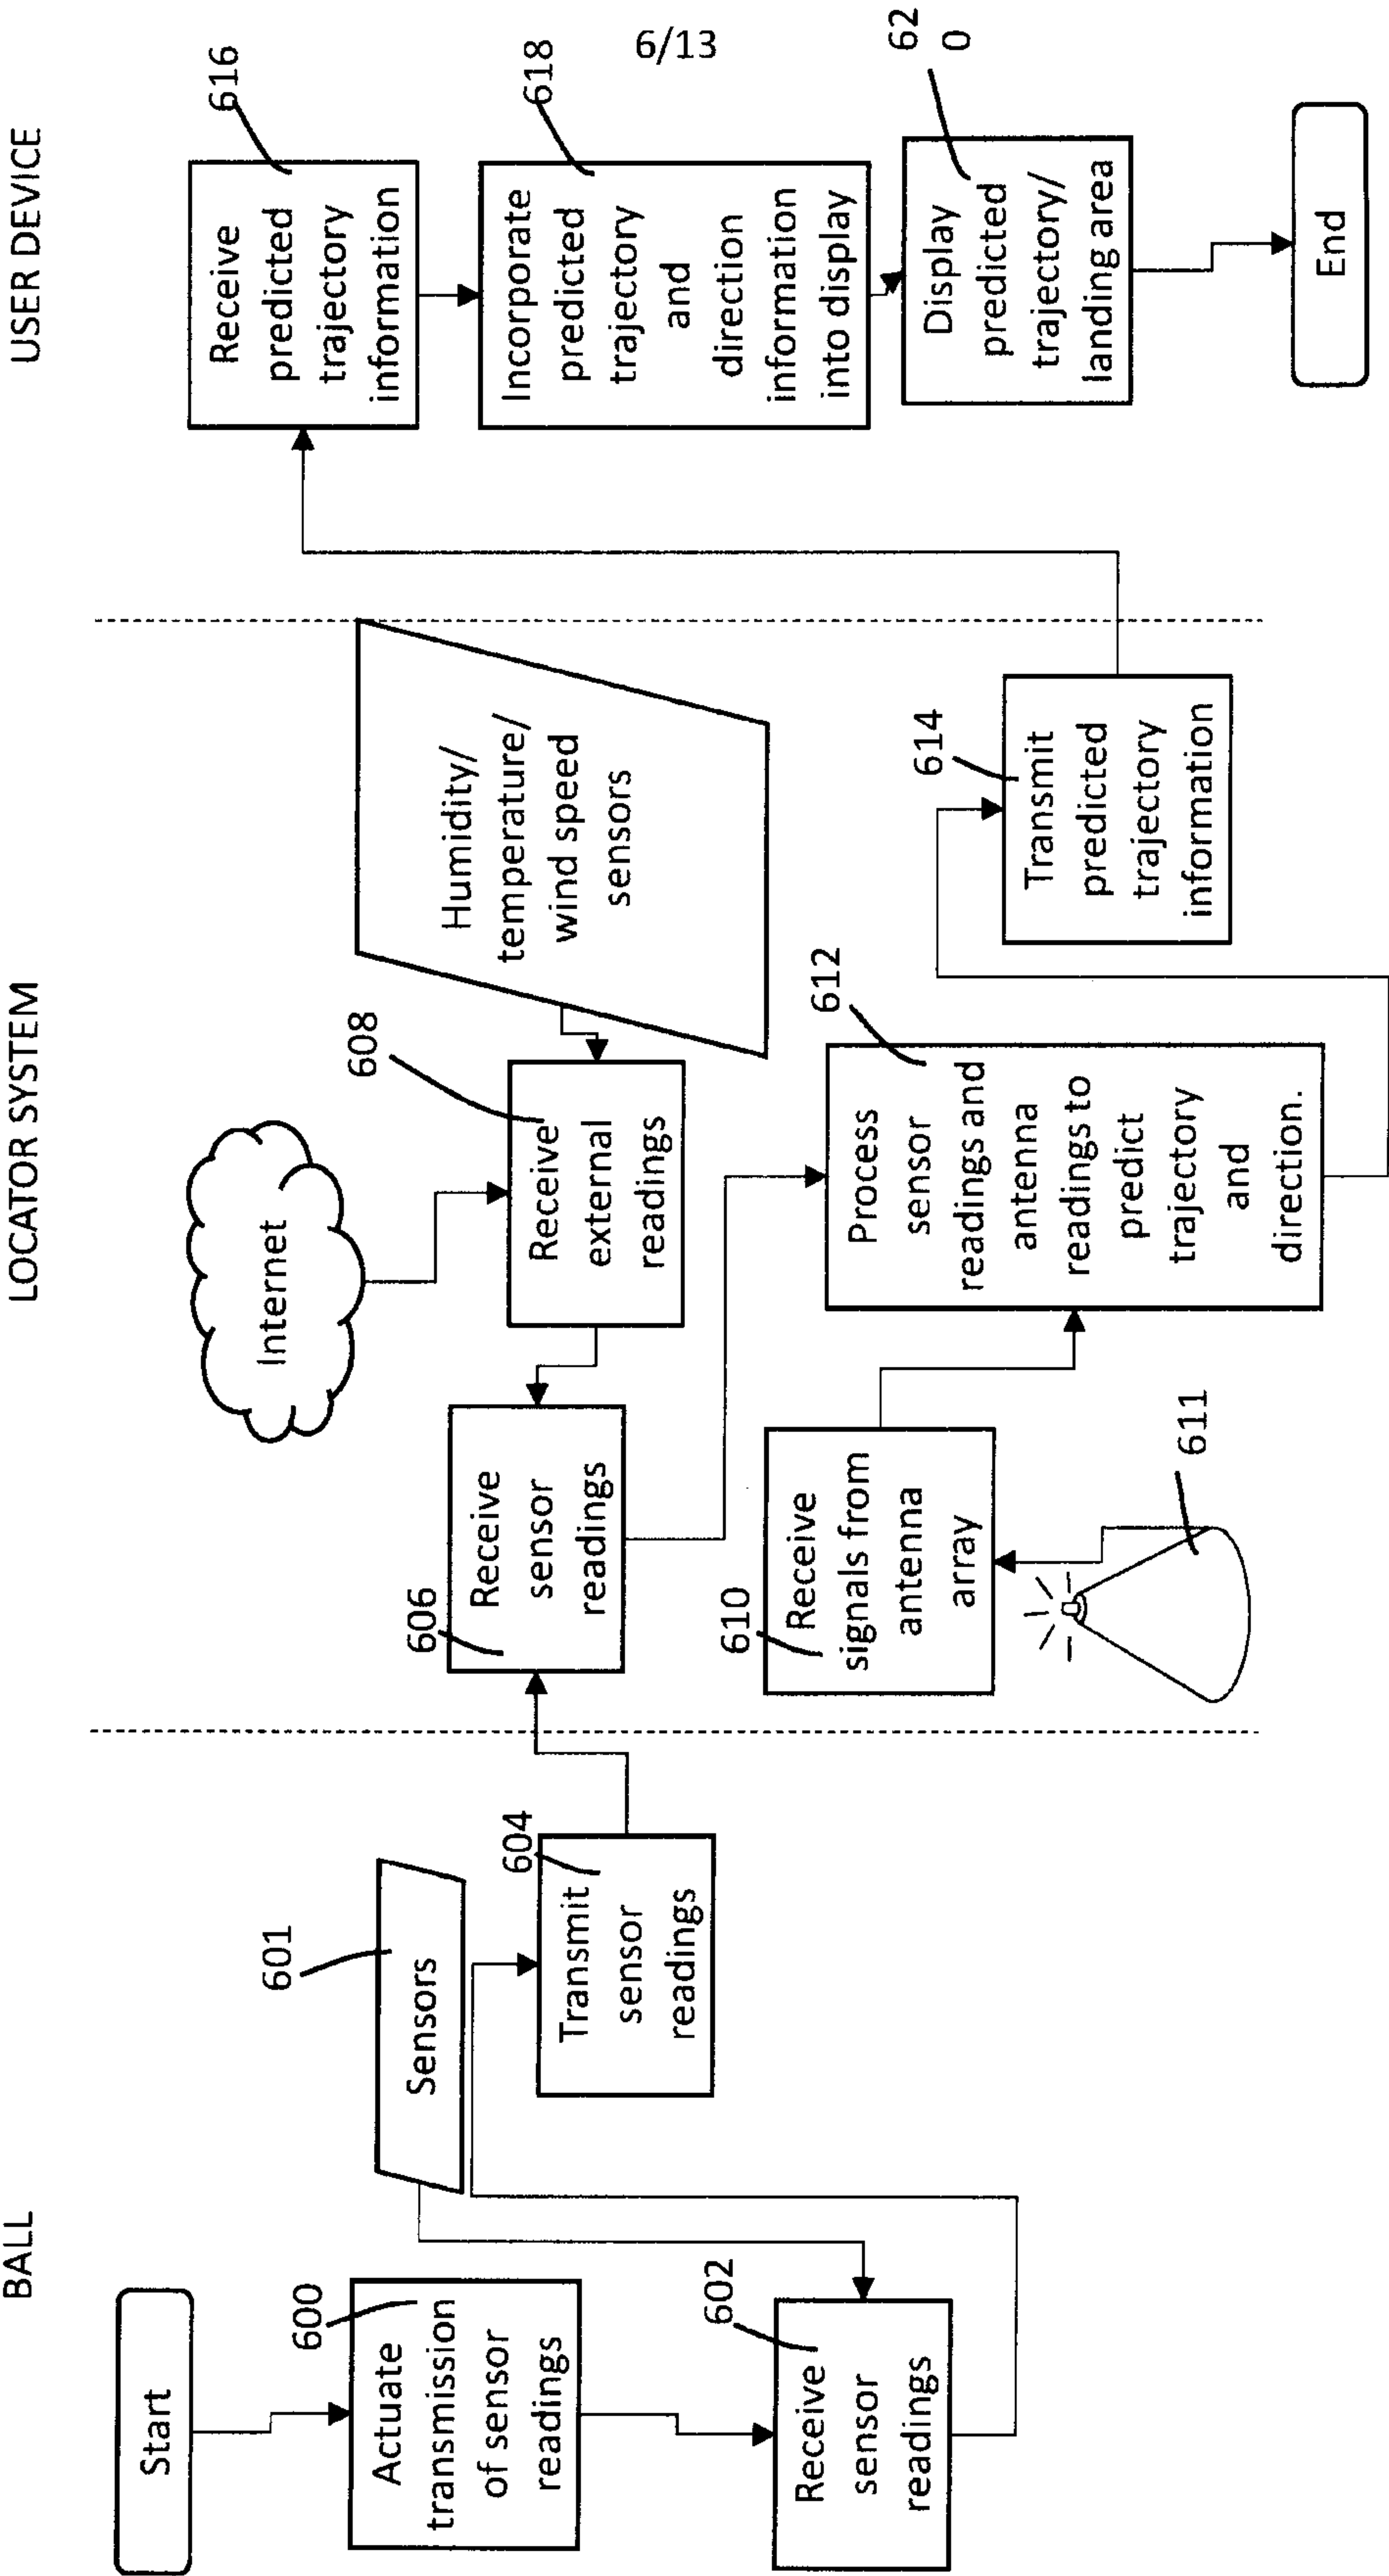 BALL
Start
600
Actuate
transmission
of sensor
readings
602
Receive
sensor
readings
601
Sensors
604
Transmit
sensor
readings
LOCATOR SYSTEM
606
Receive
sensor
readings
Internet
608
Receive
external
readings
Humidity/
temperature/
wind speed
sensors
610
Receive
signals from
antenna
array
611
612
Process
sensor
readings and
antenna
readings to
predict
trajectory
and
direction.
614
Transmit
predicted
trajectory
information
USER DEVICE
616
Receive
predicted
trajectory
information
618
Incorporate
predicted
trajectory
and
direction
information
into display
62
0
Display
predicted
trajectory/
landing area
End
6/13